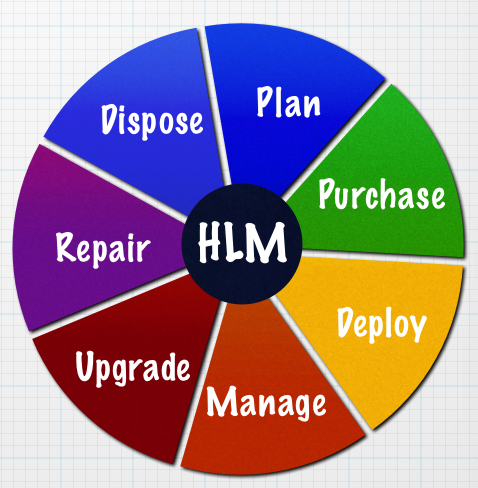 Plan
Purchase
Deploy
Manage
Upgrade
Repair
Dispose
HLM